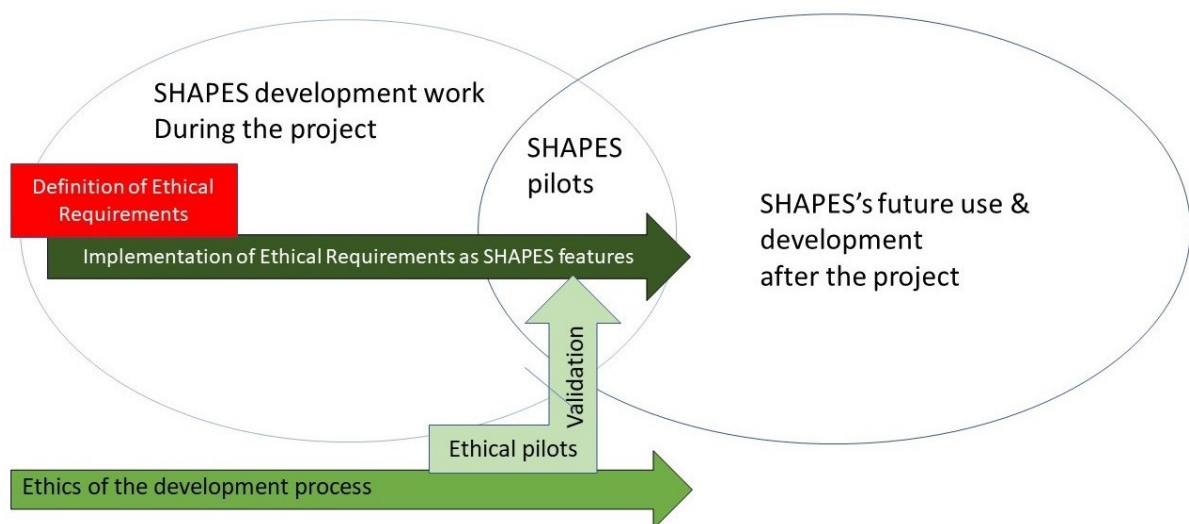 SHAPES development work
During the project
SHAPES
pilots
Definition of Ethical
Requirements
SHAPES's future use &
development
after the project
Implementation of Ethical Requirements as SHAPES features
Validation
Ethical pilots
Ethics of the development process